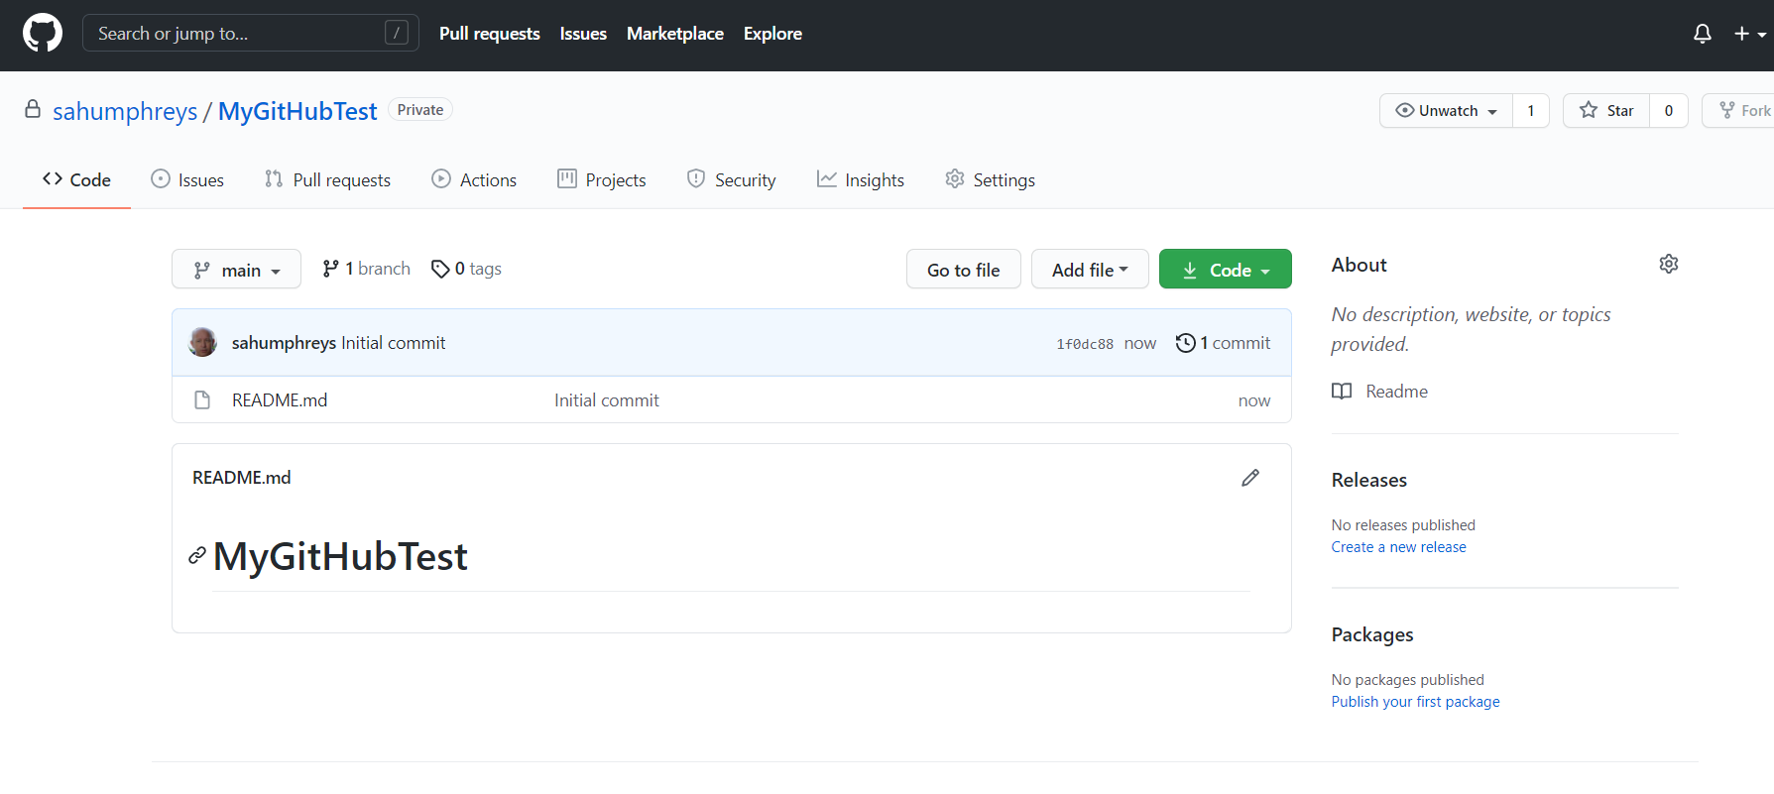 Search or jump to... /
Pull requests Issues Marketplace Explore
sahumphreys / MyGitHubTest Private
Unwatch 1 Star 0 Fork
Code Issues Pull requests Actions Projects Security Insights Settings
main 1 branch 0 tags
Go to file Add file Code
sahumphreys Initial commit 1f0dc88 now 1 commit
README.md Initial commit now
README.md
MyGitHubTest
About
No description, website, or topics
provided.
Readme
Releases
No releases published
Create a new release
Packages
No packages published
Publish your first package